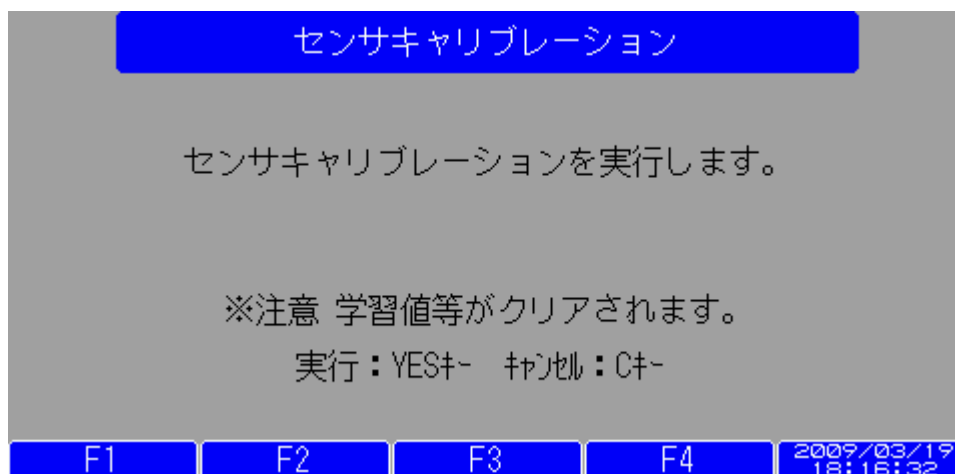 センサキャリブレーション
センサキャリブレーションを実行します。
※注意 学習値等がクリアされます。
実行：YESｷｰ ｷｬﾝｾﾙ：Cｷｰ
F1 F2 F3 F4 2009/03/19
18:16:32